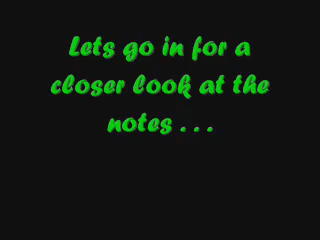 Lets go in for a
closer look at the
notes . . .